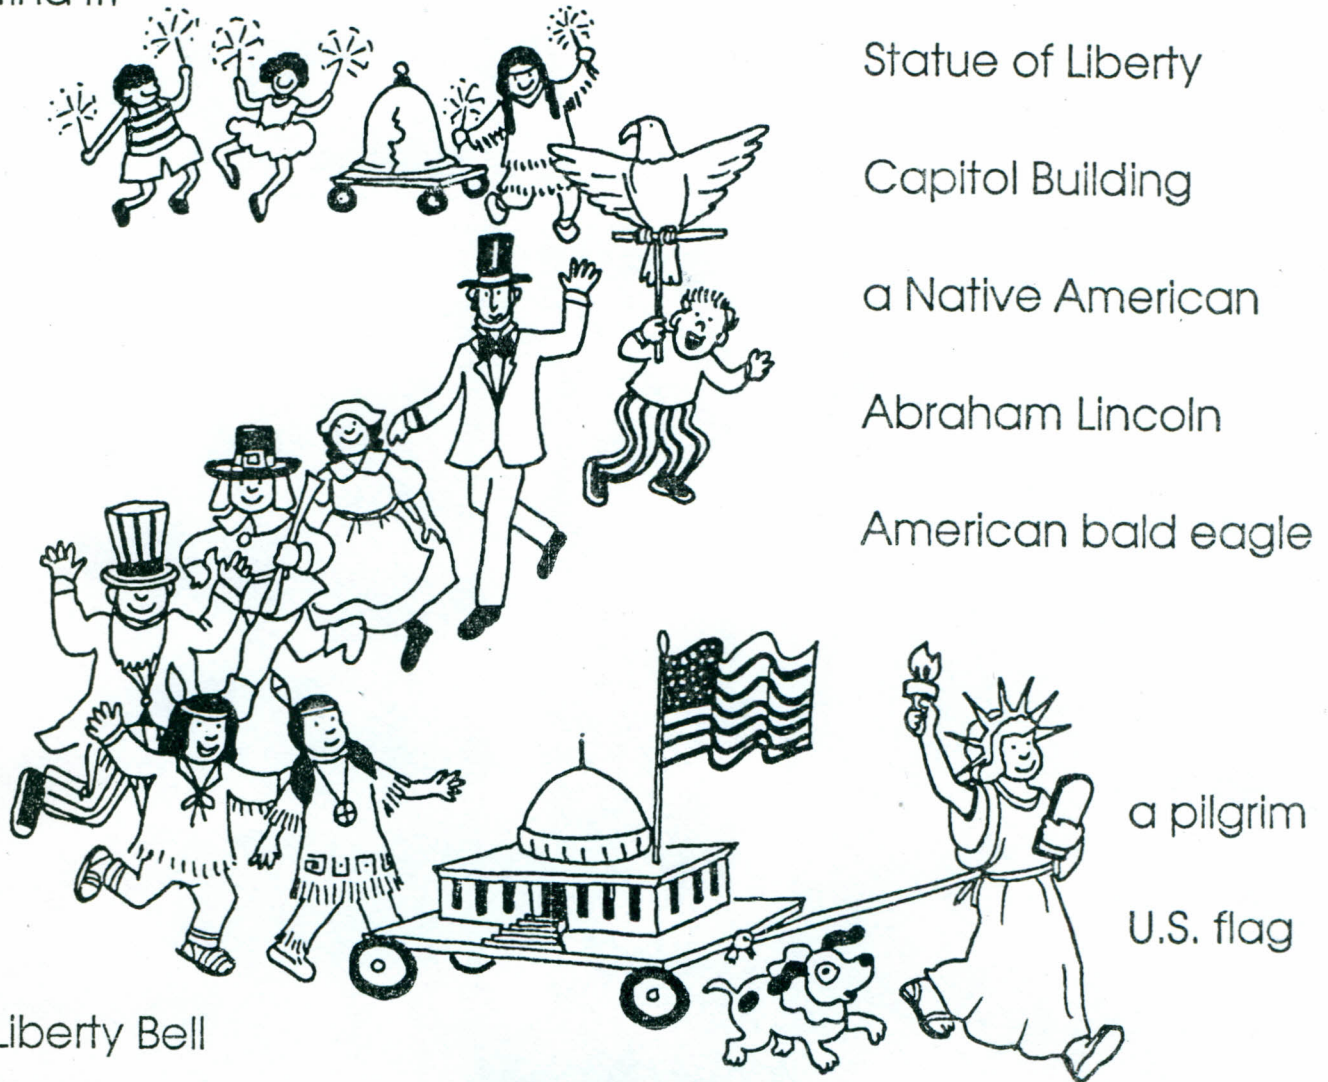 Statue of Liberty
Capitol Building
a Native American
Abraham Lincoln
American bald eagle
a pilgrim
U.S. flag
Liberty Bell